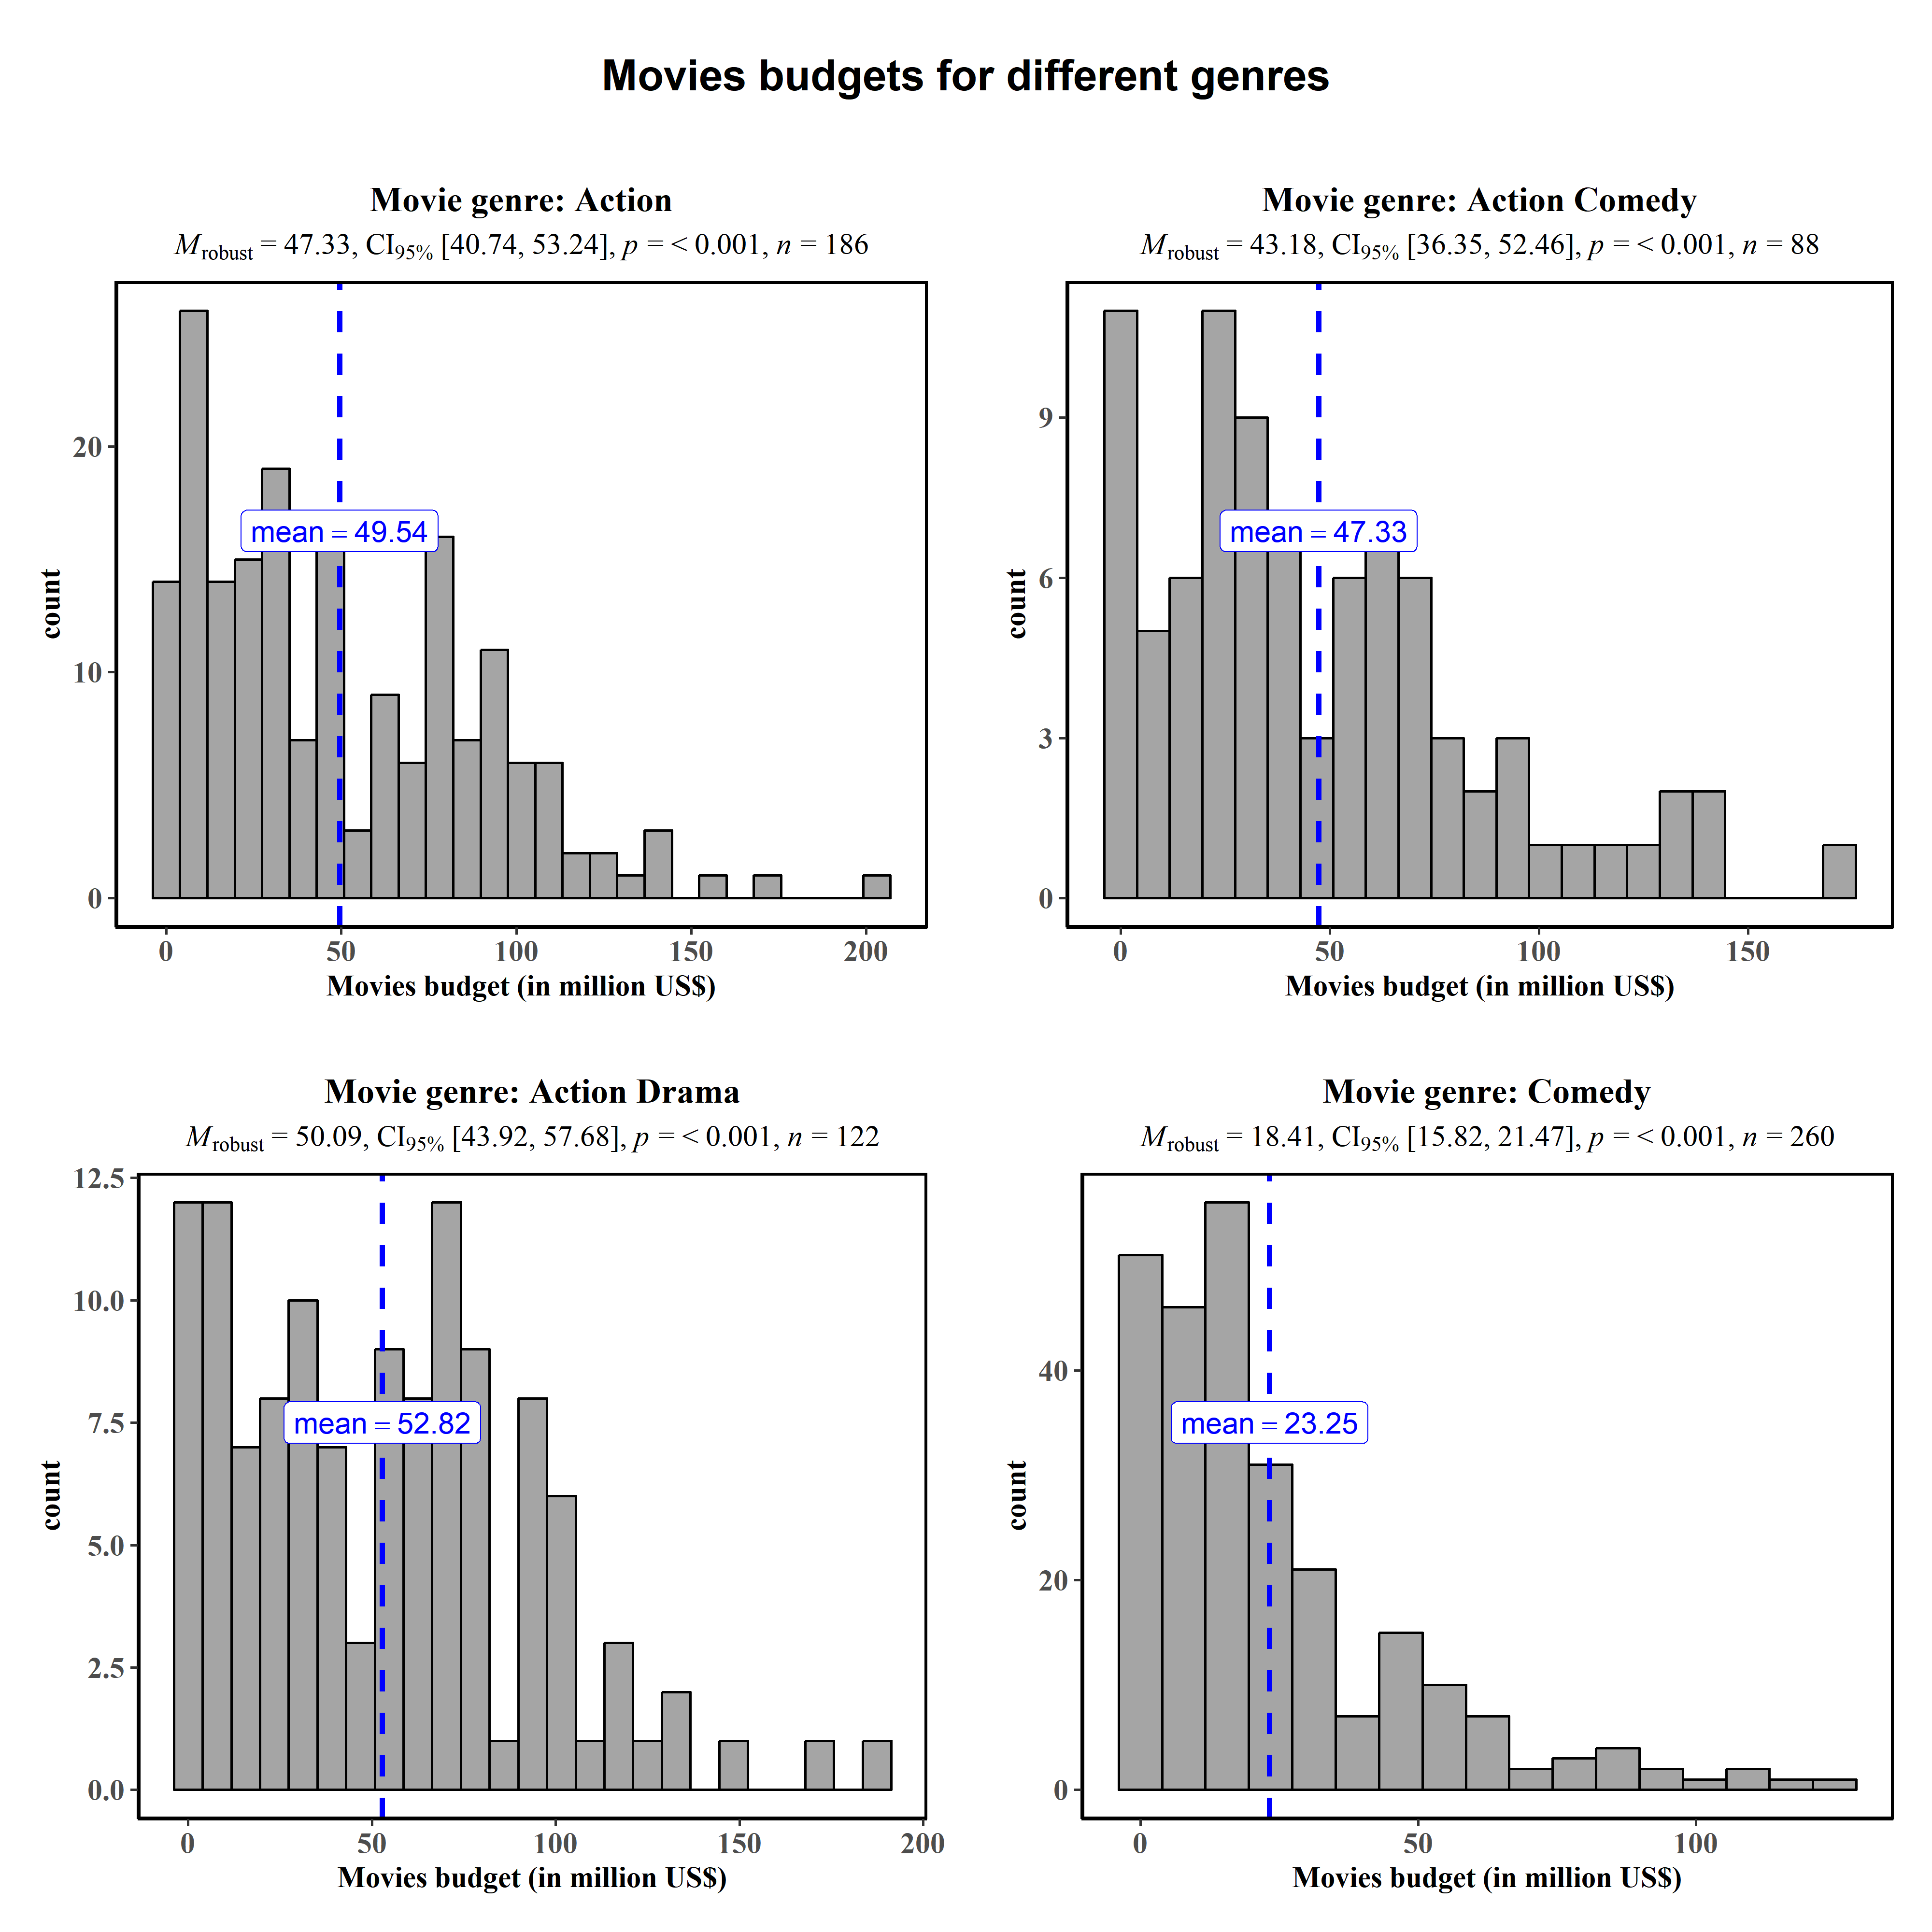 Movies budgets for different genres
Movie genre: Action
M_robust = 47.33, CI_95% [40.74, 53.24], p = < 0.001, n = 186
20
10
0
count
mean = 49.54
0 50 100 150 200
Movies budget (in million US$)
Movie genre: Action Comedy
M_robust = 43.18, CI_95% [36.35, 52.46], p = < 0.001, n = 88
9
6
3
0
count
mean = 47.33
0 50 100 150
Movies budget (in million US$)
Movie genre: Action Drama
M_robust = 50.09, CI_95% [43.92, 57.68], p = < 0.001, n = 122
12.5
10.0
7.5
5.0
2.5
0.0
count
mean = 52.82
0 50 100 150 200
Movies budget (in million US$)
Movie genre: Comedy
M_robust = 18.41, CI_95% [15.82, 21.47], p = < 0.001, n = 260
40
20
0
count
mean = 23.25
0 50 100
Movies budget (in million US$)